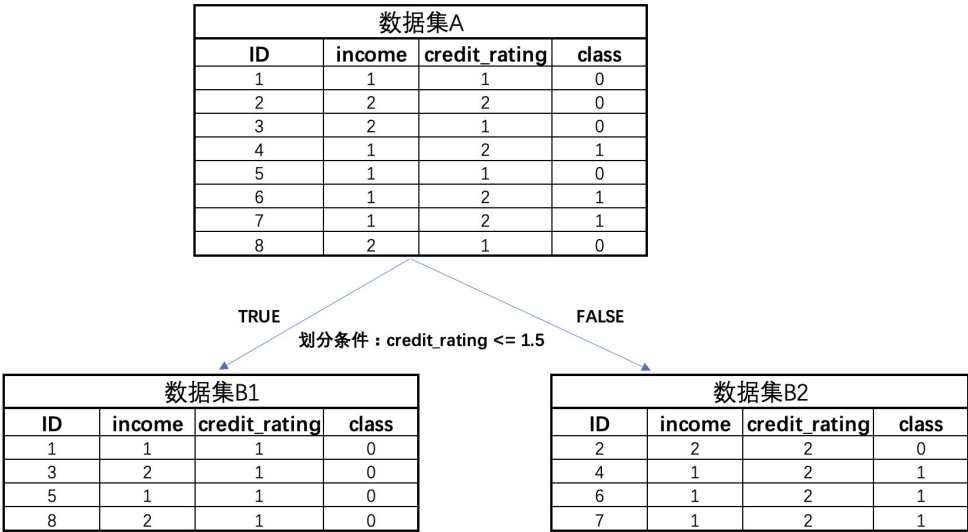 数据集A
ID income credit_rating class
1 1 1 0
2 2 2 0
3 2 1 0
4 1 2 1
5 1 1 0
6 1 2 1
7 1 2 1
8 2 1 0
TRUE FALSE
划分条件：credit_rating <= 1.5
数据集B1
ID income credit_rating class
1 1 1 0
3 2 1 0
5 1 1 0
8 2 1 0
数据集B2
ID income credit_rating class
2 2 2 0
4 1 2 1
6 1 2 1
7 1 2 1